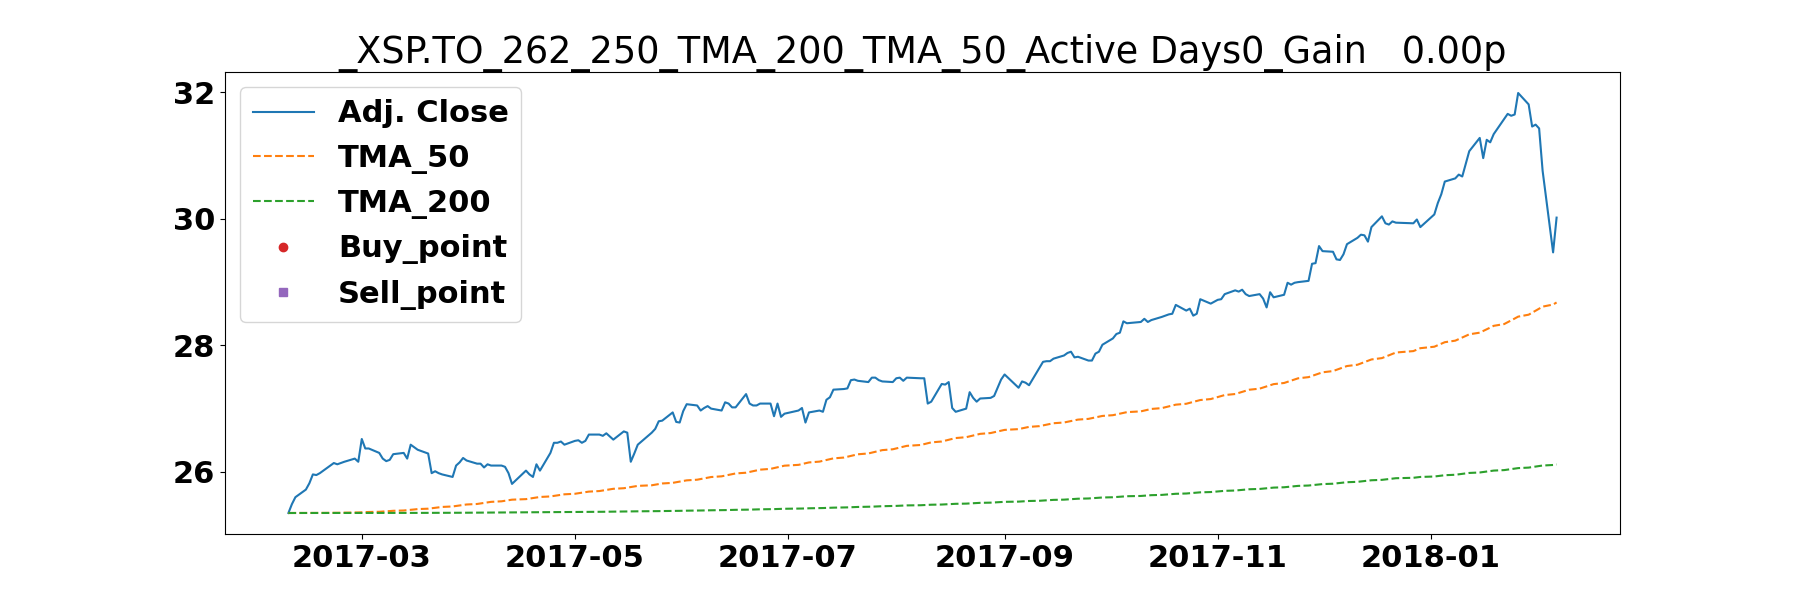 _XSP.TO_262_250_TMA_200_TMA_50_Active Days0_Gain   0.00p
32
30
28
26
Adj. Close
TMA_50
TMA_200
Buy_point
Sell_point
2017-03 2017-05 2017-07 2017-09 2017-11 2018-01